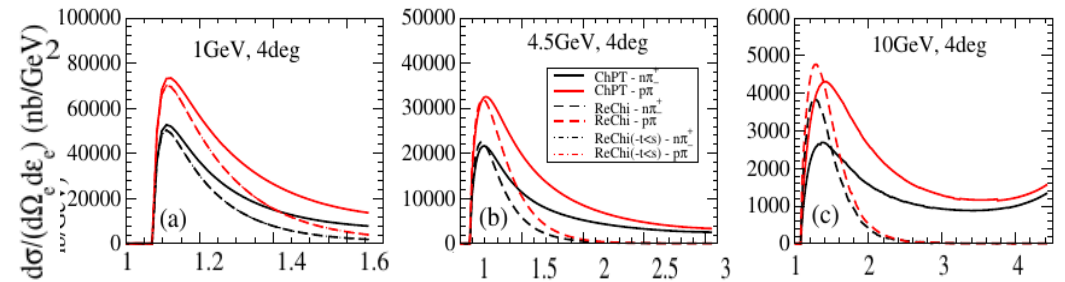 dσ/(dΩe dεe) (nb/GeV)
2
100000
80000
60000
40000
20000
0
1GeV, 4deg
(a)
1 1.2 1.4 1.6
50000
40000
30000
20000
10000
0
4.5GeV, 4deg
ChPT - nπ+
ChPT - pπ-
ReChi - nπ+
ReChi - pπ-
ReChi(-t<s) - nπ+
ReChi(-t<s) - pπ-
(b)
1 1.5 2 2.5 3
6000
5000
4000
3000
2000
1000
0
10GeV, 4deg
(c)
1 2 3 4